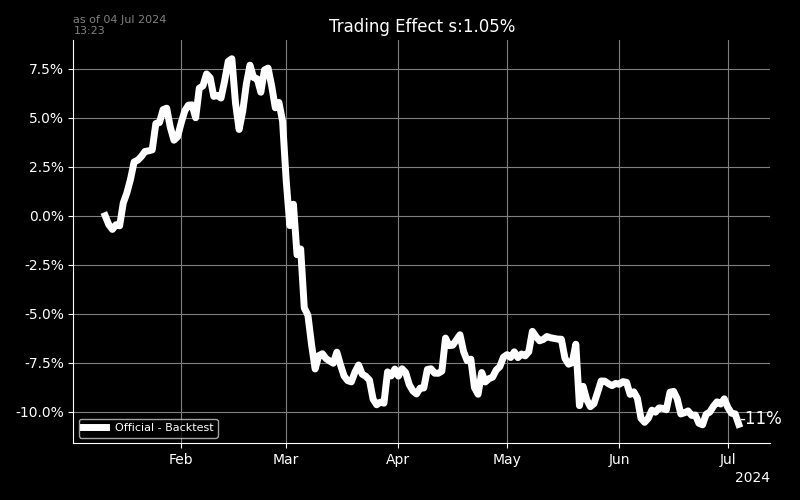 as of 04 Jul 2024
13:23
Trading Effect s:1.05%
7.5%
5.0%
2.5%
0.0%
-2.5%
-5.0%
-7.5%
-10.0%
Official - Backtest
-11%
Feb Mar Apr May Jun Jul
2024